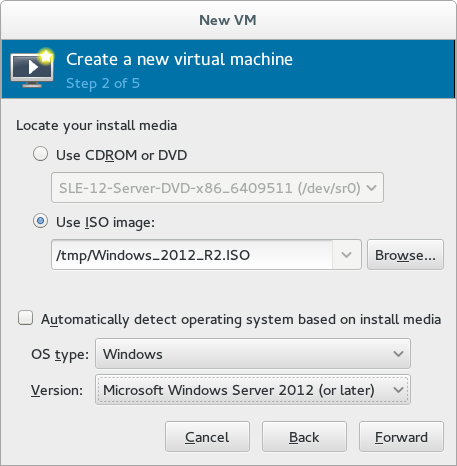 New VM
Create a new virtual machine
Step 2 of 5
Locate your install media
Use CDROM or DVD
SLE-12-Server-DVD-x86_6409511 (/dev/sr0)
Use ISO image:
/tmp/Windows_2012_R2.ISO
Browse...
Automatically detect operating system based on install media
OS type: Windows
Version: Microsoft Windows Server 2012 (or later)
Cancel Back Forward